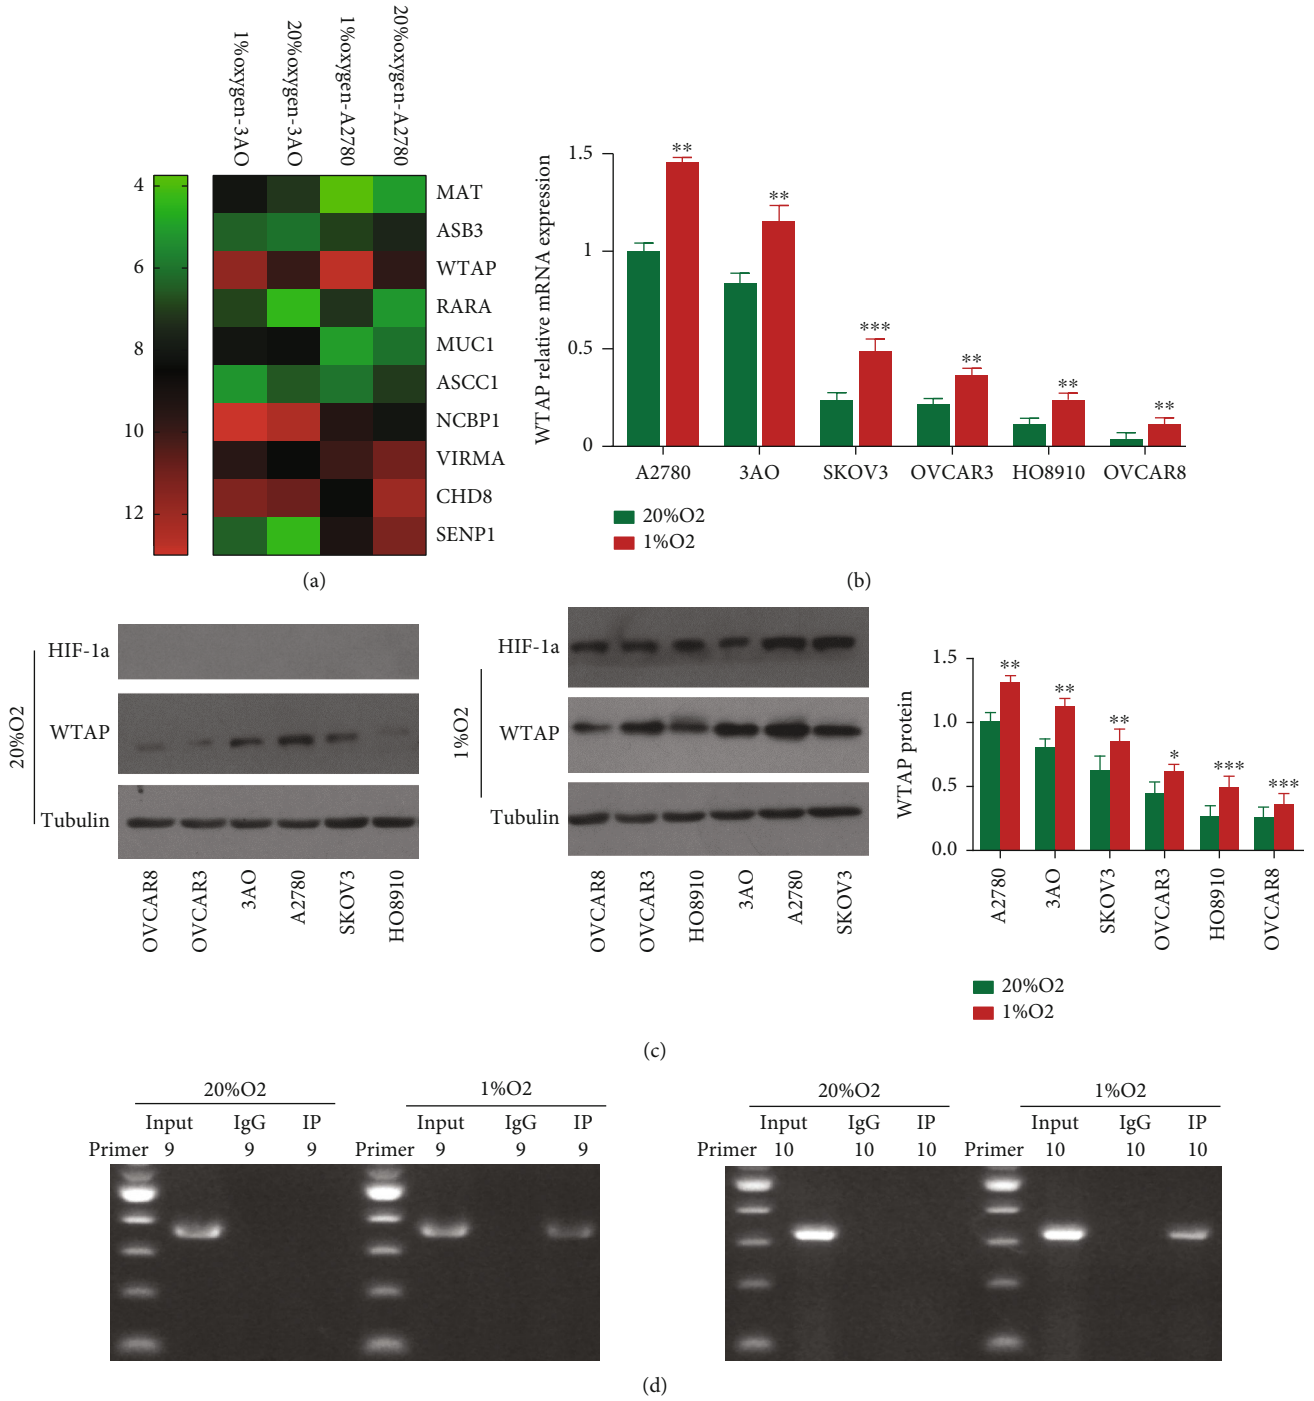 1%oxygen-3AO
20%oxygen-3AO
1%oxygen-A2780
20%oxygen-A2780
4
6
8
10
12
MAT
ASB3
WTAP
RARA
MUC1
ASCC1
NCBP1
VIRMA
CHD8
SENP1
(a)
WTAP relative mRNA expression
1.5
1
0.5
0
** ** *** ** ** **
A2780 3AO SKOV3 OVCAR3 HO8910 OVCAR8
20%O2
1%O2
(b)
20%O2
HIF-1a
WTAP
Tubulin
OVCAR8 OVCAR3 3AO A2780 SKOV3 HO8910
1%O2
HIF-1a
WTAP
Tubulin
OVCAR8 OVCAR3 HO8910 3AO A2780 SKOV3
WTAP protein
1.5
1.0
0.5
0.0
** ** ** * *** ***
A2780 3AO SKOV3 OVCAR3 HO8910 OVCAR8
20%O2
1%O2
(c)
20%O2 1%O2
Input IgG IP Input IgG IP
Primer 9 9 9 Primer 9 9 9
20%O2 1%O2
Input IgG IP Input IgG IP
Primer 10 10 10 Primer 10 10 10
(d)